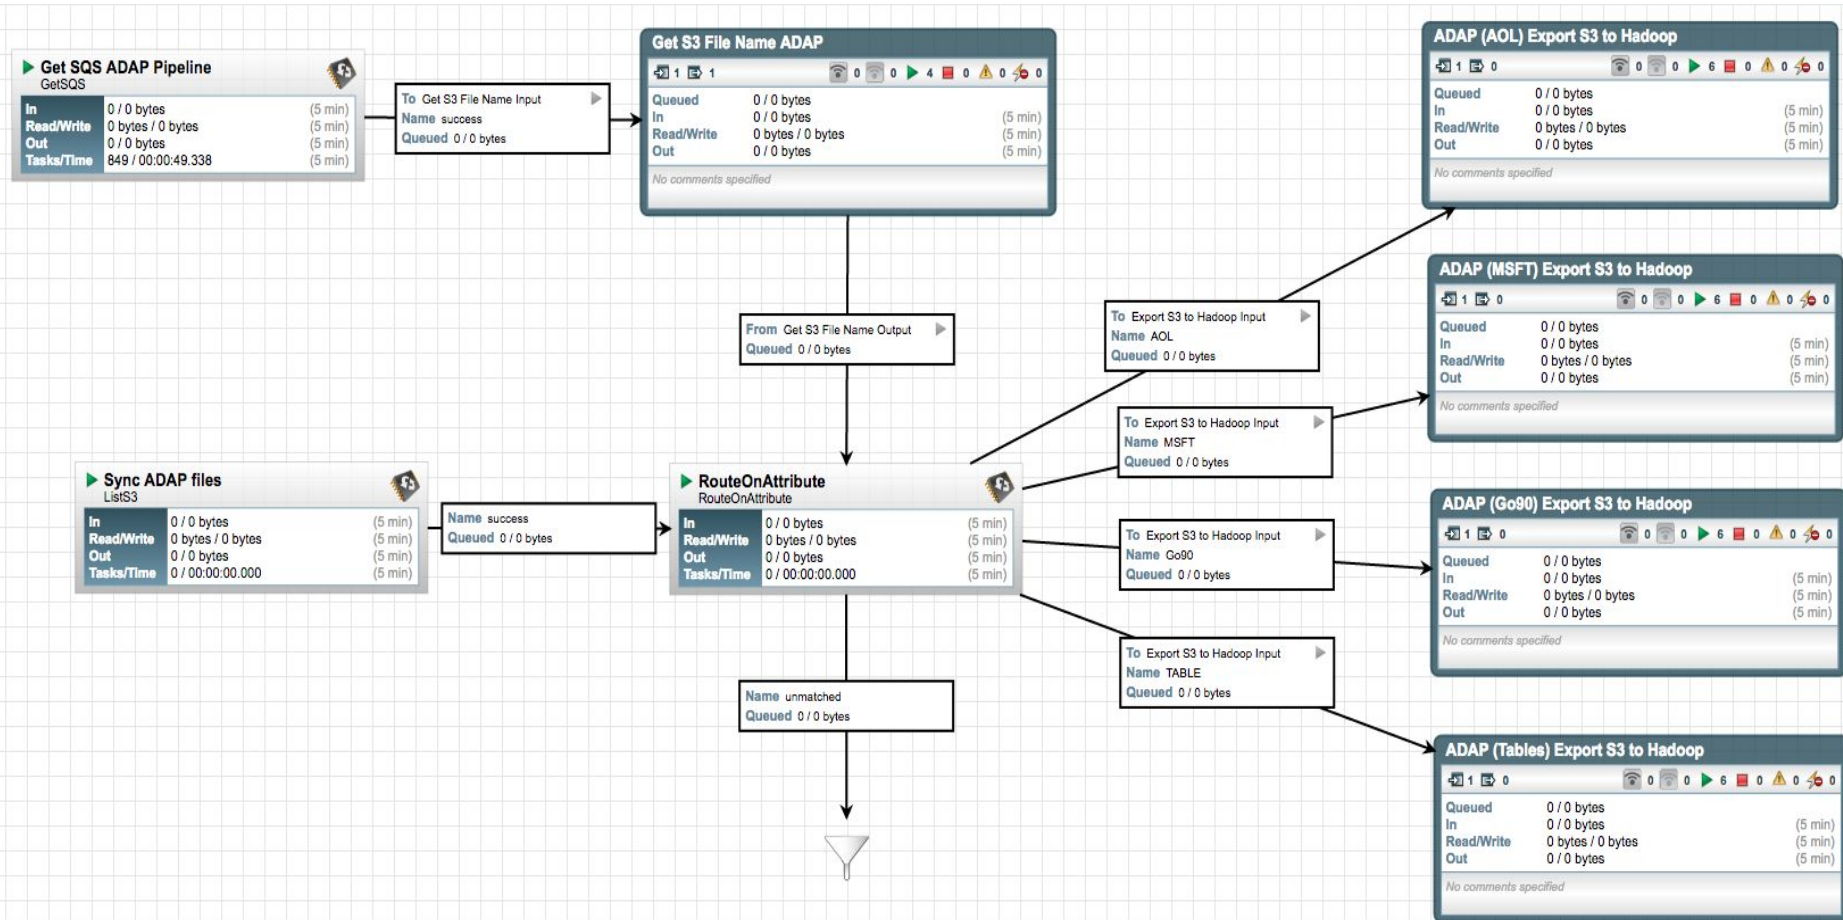 Get SQS ADAP Pipeline
GetSQS
In 0 / 0 bytes (5 min)
Read/Write 0 bytes / 0 bytes (5 min)
Out 0 / 0 bytes (5 min)
Tasks/Time 849 / 00:00:49.338 (5 min)
To Get S3 File Name Input
Name success
Queued 0 / 0 bytes
Get S3 File Name ADAP
1 1 0 0 4 0 0 0
Queued 0 / 0 bytes
In 0 / 0 bytes (5 min)
Read/Write 0 bytes / 0 bytes (5 min)
Out 0 / 0 bytes (5 min)
No comments specified
From Get S3 File Name Output
Queued 0 / 0 bytes
Sync ADAP files
ListS3
In 0 / 0 bytes (5 min)
Read/Write 0 bytes / 0 bytes (5 min)
Out 0 / 0 bytes (5 min)
Tasks/Time 0 / 00:00:00.000 (5 min)
Name success
Queued 0 / 0 bytes
RouteOnAttribute
RouteOnAttribute
In 0 / 0 bytes (5 min)
Read/Write 0 bytes / 0 bytes (5 min)
Out 0 / 0 bytes (5 min)
Tasks/Time 0 / 00:00:00.000 (5 min)
Name unmatched
Queued 0 / 0 bytes
To Export S3 to Hadoop Input
Name AOL
Queued 0 / 0 bytes
To Export S3 to Hadoop Input
Name MSFT
Queued 0 / 0 bytes
To Export S3 to Hadoop Input
Name Go90
Queued 0 / 0 bytes
To Export S3 to Hadoop Input
Name TABLE
Queued 0 / 0 bytes
ADAP (AOL) Export S3 to Hadoop
1 0 0 0 6 0 0 0
Queued 0 / 0 bytes
In 0 / 0 bytes (5 min)
Read/Write 0 bytes / 0 bytes (5 min)
Out 0 / 0 bytes (5 min)
No comments specified
ADAP (MSFT) Export S3 to Hadoop
1 0 0 0 6 0 0 0
Queued 0 / 0 bytes
In 0 / 0 bytes (5 min)
Read/Write 0 bytes / 0 bytes (5 min)
Out 0 / 0 bytes (5 min)
No comments specified
ADAP (Go90) Export S3 to Hadoop
1 0 0 0 6 0 0 0
Queued 0 / 0 bytes
In 0 / 0 bytes (5 min)
Read/Write 0 bytes / 0 bytes (5 min)
Out 0 / 0 bytes (5 min)
No comments specified
ADAP (Tables) Export S3 to Hadoop
1 0 0 0 6 0 0 0
Queued 0 / 0 bytes
In 0 / 0 bytes (5 min)
Read/Write 0 bytes / 0 bytes (5 min)
Out 0 / 0 bytes (5 min)
No comments specified